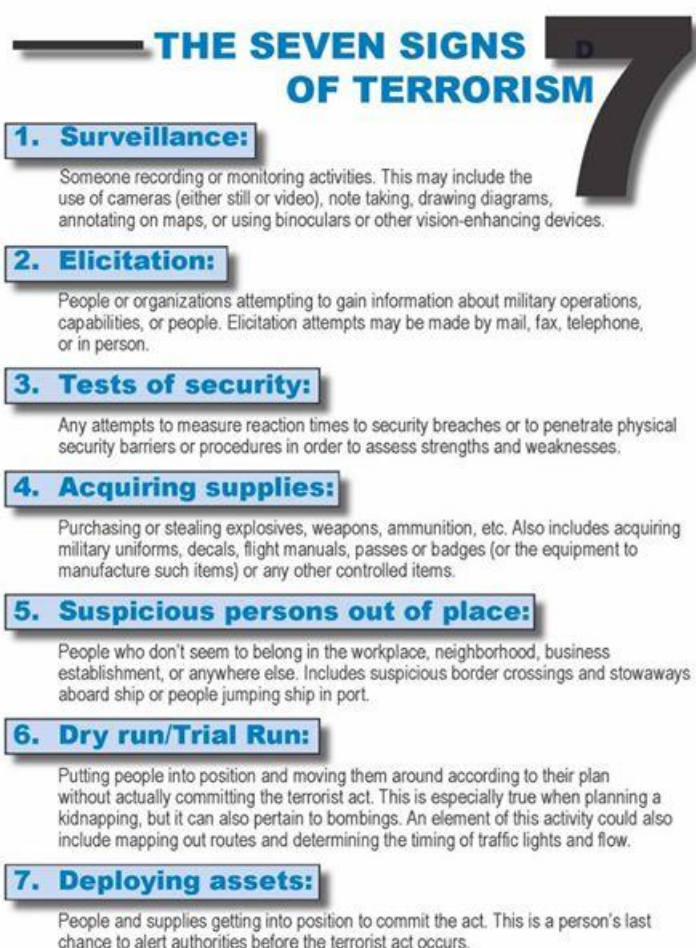 THE SEVEN SIGNS
OF TERRORISM
D
7
1. Surveillance:
Someone recording or monitoring activities. This may include the
use of cameras (either still or video), note taking, drawing diagrams,
annotating on maps, or using binoculars or other vision-enhancing devices.
2. Elicitation:
People or organizations attempting to gain information about military operations,
capabilities, or people. Elicitation attempts may be made by mail, fax, telephone,
or in person.
3. Tests of security:
Any attempts to measure reaction times to security breaches or to penetrate physical
security barriers or procedures in order to assess strengths and weaknesses.
4. Acquiring supplies:
Purchasing or stealing explosives, weapons, ammunition, etc. Also includes acquiring
military uniforms, decals, flight manuals, passes or badges (or the equipment to
manufacture such items) or any other controlled items.
5. Suspicious persons out of place:
People who don't seem to belong in the workplace, neighborhood, business
establishment, or anywhere else. Includes suspicious border crossings and stowaways
aboard ship or people jumping ship in port.
6. Dry run/Trial Run:
Putting people into position and moving them around according to their plan
without actually committing the terrorist act. This is especially true when planning a
kidnapping, but it can also pertain to bombings. An element of this activity could also
include mapping out routes and determining the timing of traffic lights and flow.
7. Deploying assets:
People and supplies getting into position to commit the act. This is a person's last
chance to alert authorities before the terrorist act occurs.